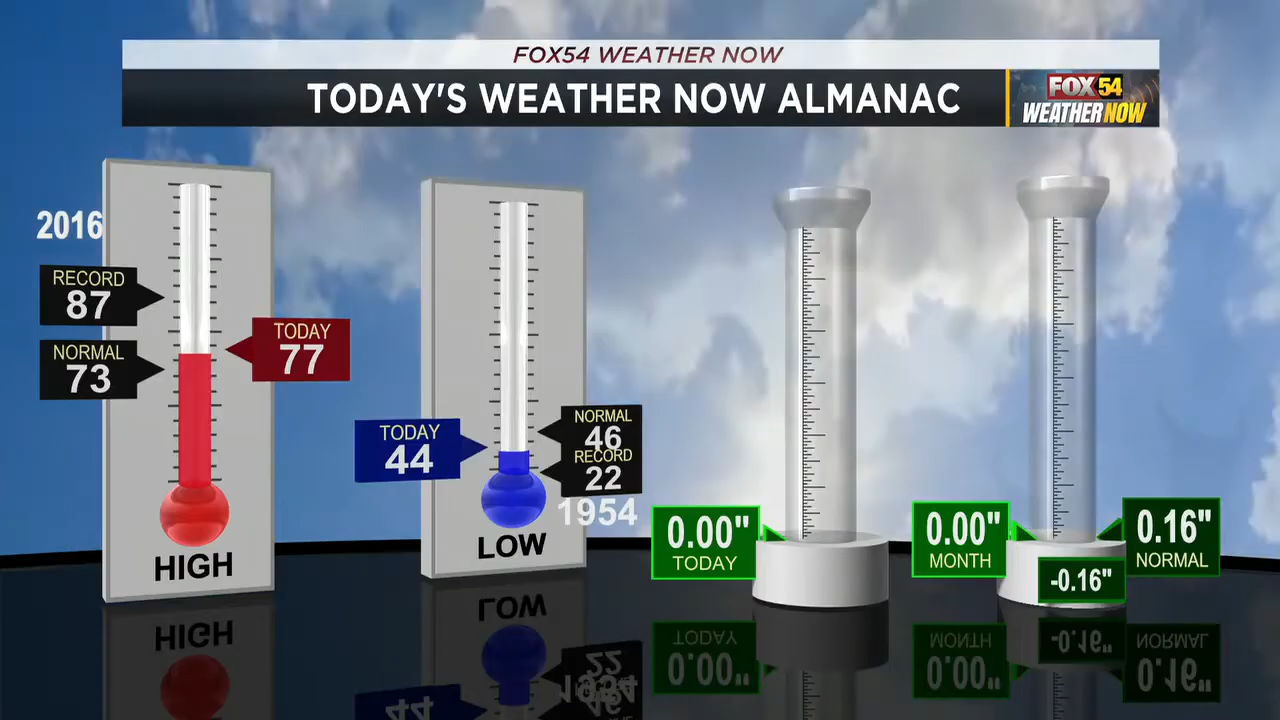 FOX54 WEATHER NOW
TODAY'S WEATHER NOW ALMANAC
FOX 54
WEATHER NOW
2016
RECORD
87
NORMAL
73
TODAY
77
HIGH
TODAY
44
NORMAL
46
RECORD
22
1954
LOW
0.00"
TODAY
0.00"
MONTH
0.16"
NORMAL
-0.16"